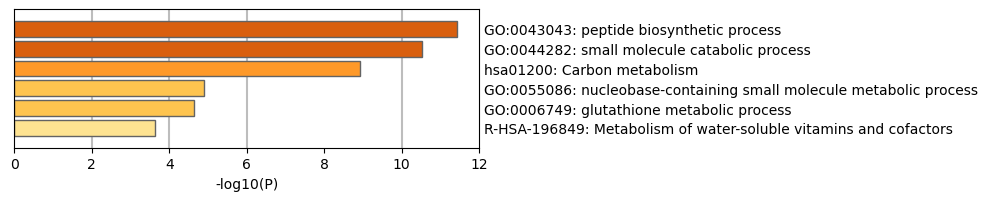 GO:0043043: peptide biosynthetic process
GO:0044282: small molecule catabolic process
hsa01200: Carbon metabolism
GO:0055086: nucleobase-containing small molecule metabolic process
GO:0006749: glutathione metabolic process
R-HSA-196849: Metabolism of water-soluble vitamins and cofactors
0 2 4 6 8 10 12
-log10(P)